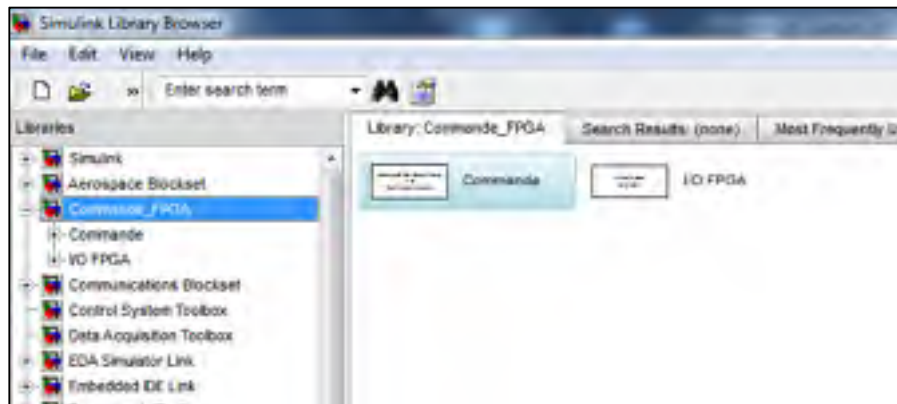 Simulink Library Browser
File Edit View Help
» Enter search term
Libraries
Library: Commande_FPGA Search Results: (none) Most Frequently U
Simulink
Aerospace Blockset
Commande_FPGA
Commande
I/O FPGA
Communications Blockset
Control System Toolbox
Data Acquisition Toolbox
EDA Simulator Link
Embedded IDE Link
Commande
I/O FPGA